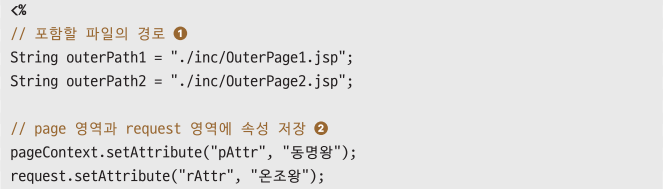 <%
// 포함할 파일의 경로 ❶
String outerPath1 = "./inc/OuterPage1.jsp";
String outerPath2 = "./inc/OuterPage2.jsp";
// page 영역과 request 영역에 속성 저장 ❷
pageContext.setAttribute("pAttr", "동명왕");
request.setAttribute("rAttr", "온조왕");